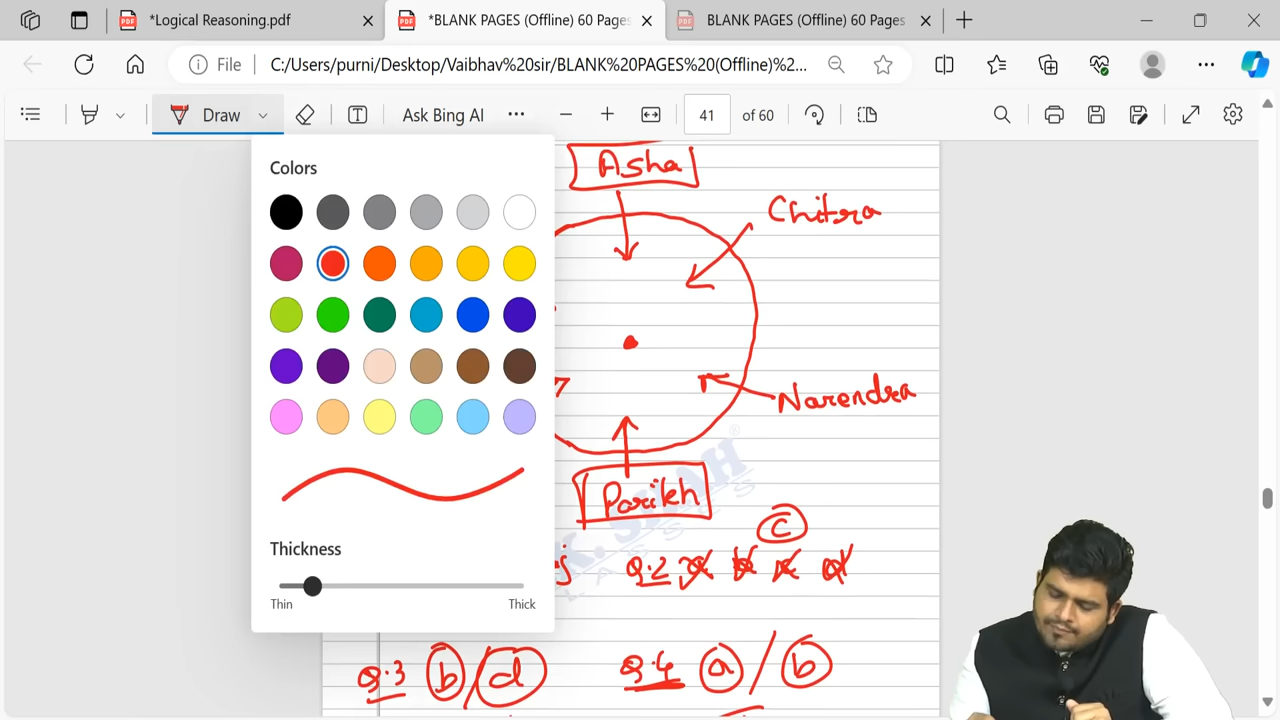 *Logical Reasoning.pdf
*BLANK PAGES (Offline) 60 Pages
BLANK PAGES (Offline) 60 Pages
File
C:/Users/purni/Desktop/Vaibhav%20sir/BLANK%20PAGES%20(Offline)%2...
Draw
Ask Bing AI
41 of 60
Colors
Thickness
Thin Thick
Asha
Chitra
Narendra
Parikh
K. SHAH
CLASSES
c
Q.2 a b c d
Q.3 b/d Q.4 a/b